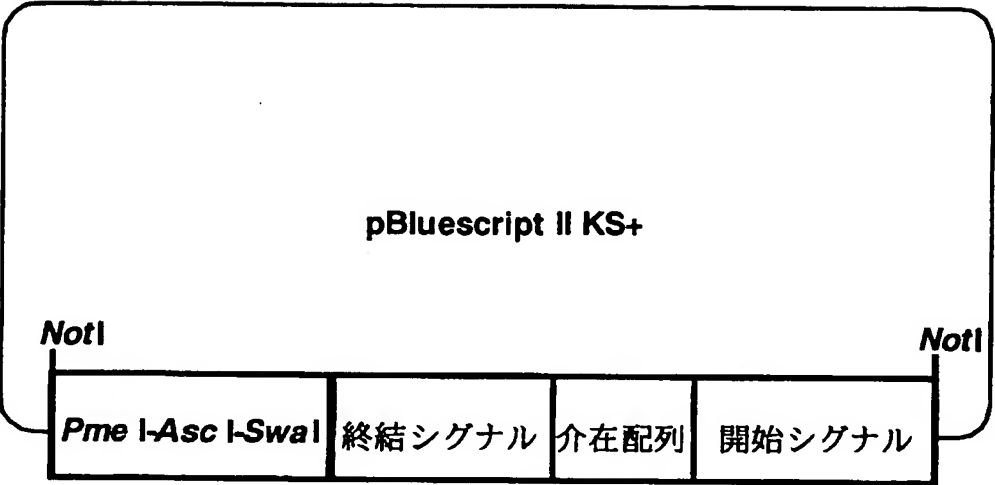 pBluescript II KS+
NotI
NotI
Pme I-Asc I-Swa I
終結シグナル
介在配列
開始シグナル